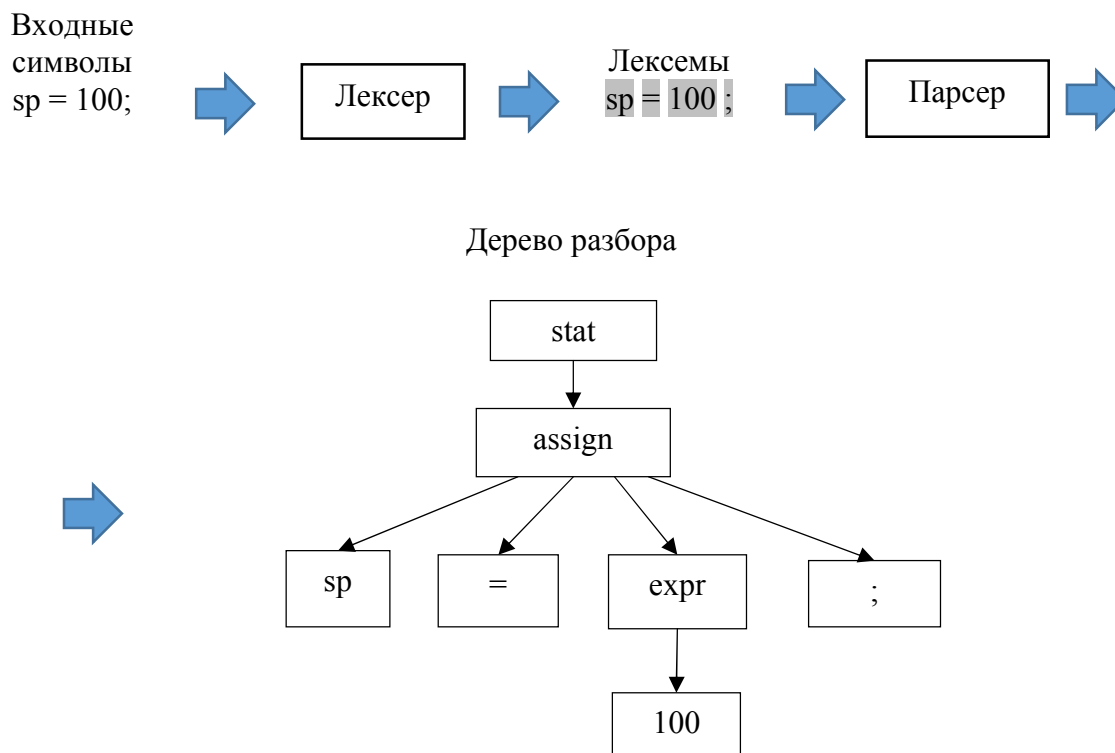 Входные
символы
sp = 100;
Лексер
Лексемы
sp = 100 ;
Парсер
Дерево разбора
stat
assign
sp
=
expr
;
100